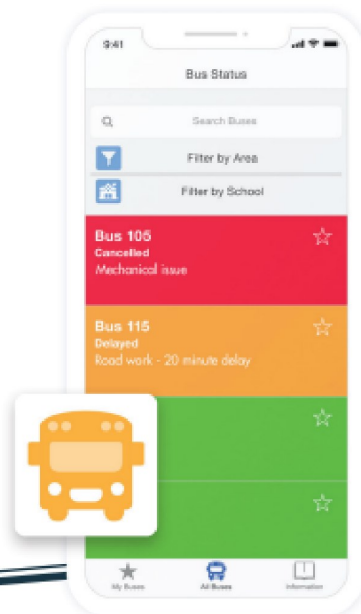 9:41
Bus Status
Search Buses
Filter by Area
Filter by School
Bus 105
Cancelled
Mechanical issue
Bus 115
Delayed
Road work - 20 minute delay
My Buses
All Buses
Information